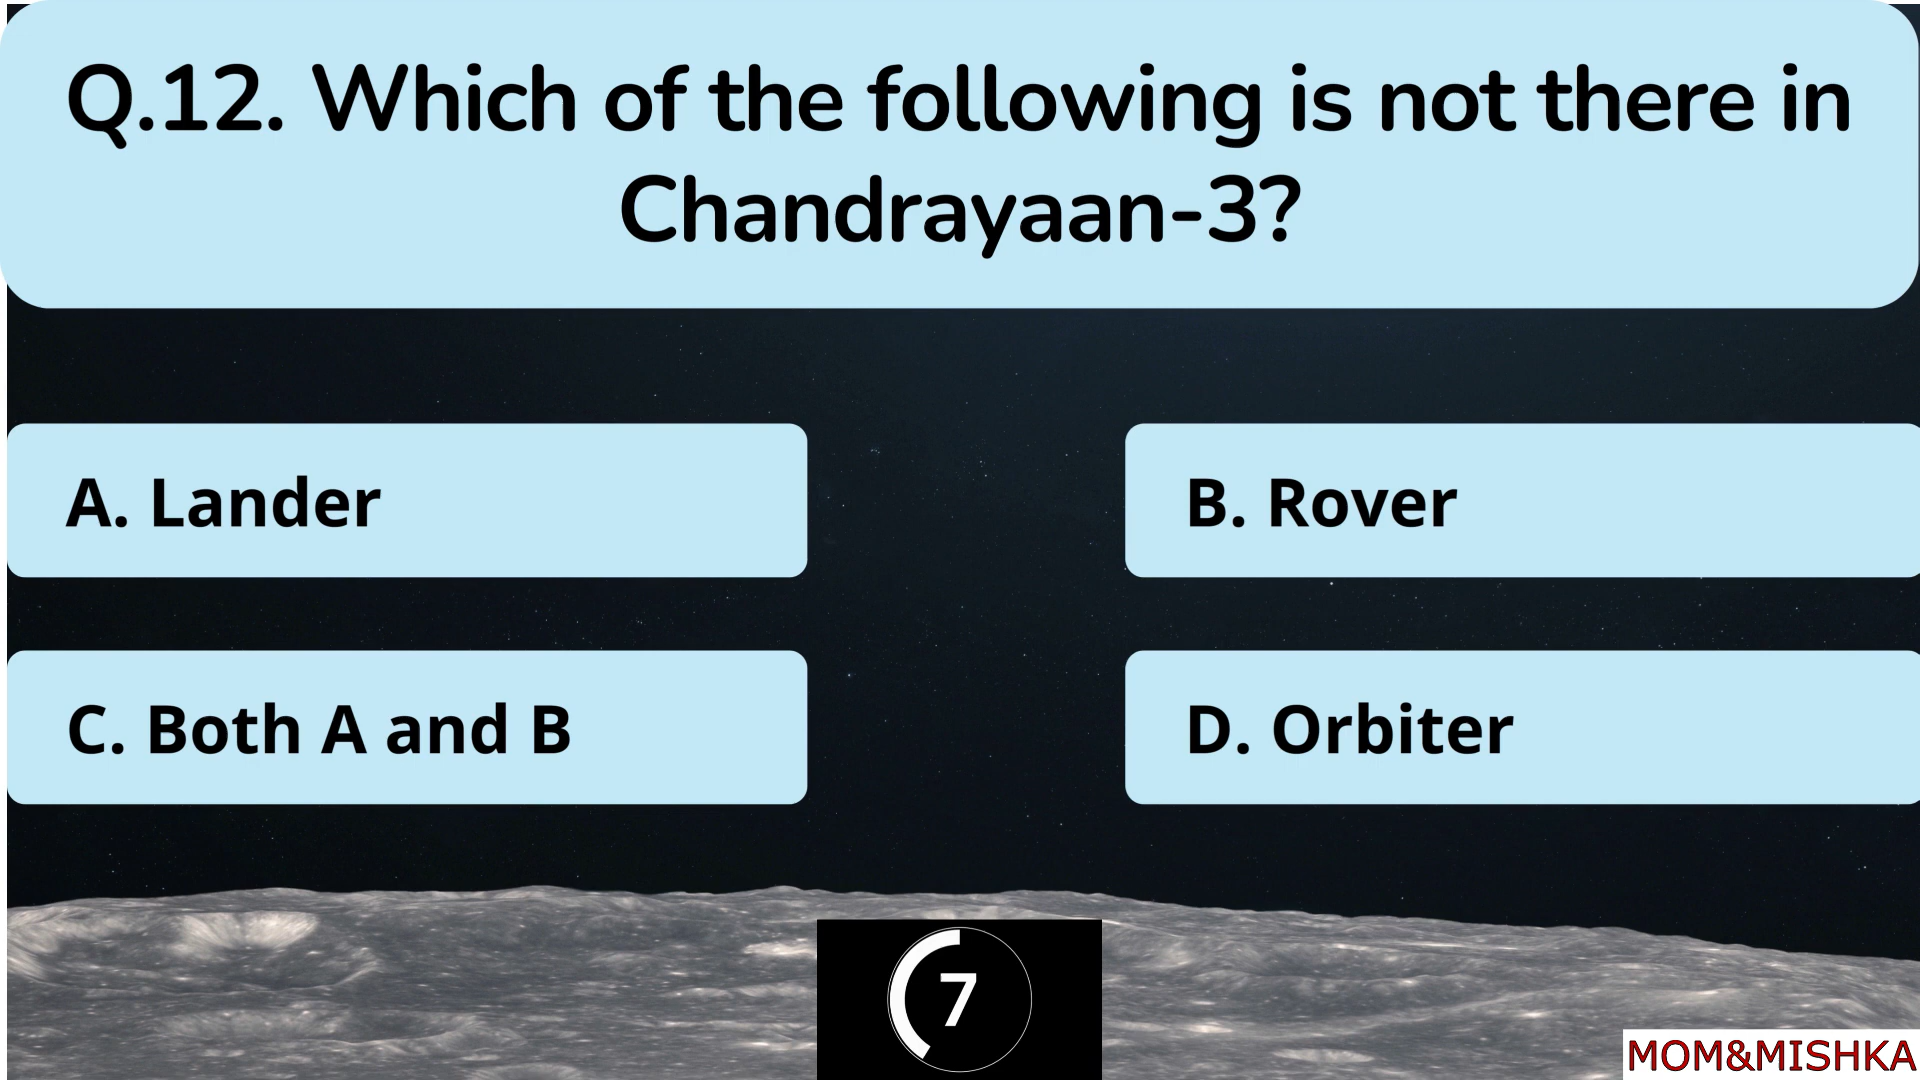 Q.12. Which of the following is not there in
Chandrayaan-3?
A. Lander
B. Rover
C. Both A and B
D. Orbiter
7
MOM&MISHKA